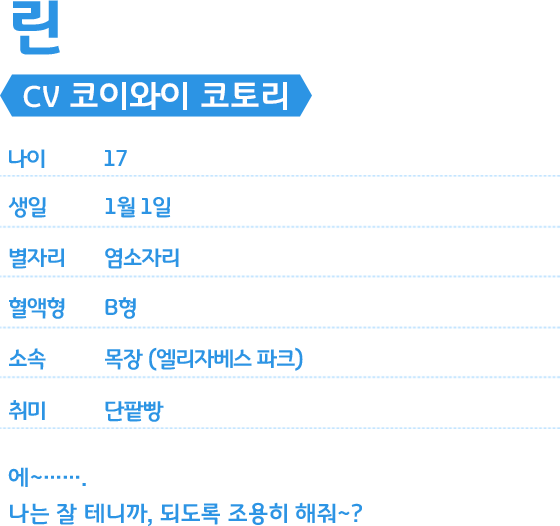 린
CV 코이와이 코토리
나이 17
생일 1월 1일
별자리 염소자리
혈액형 B형
소속 목장 (엘리자베스 파크)
취미 단팥빵
에~…….
나는 잘 테니까, 되도록 조용히 해줘~?